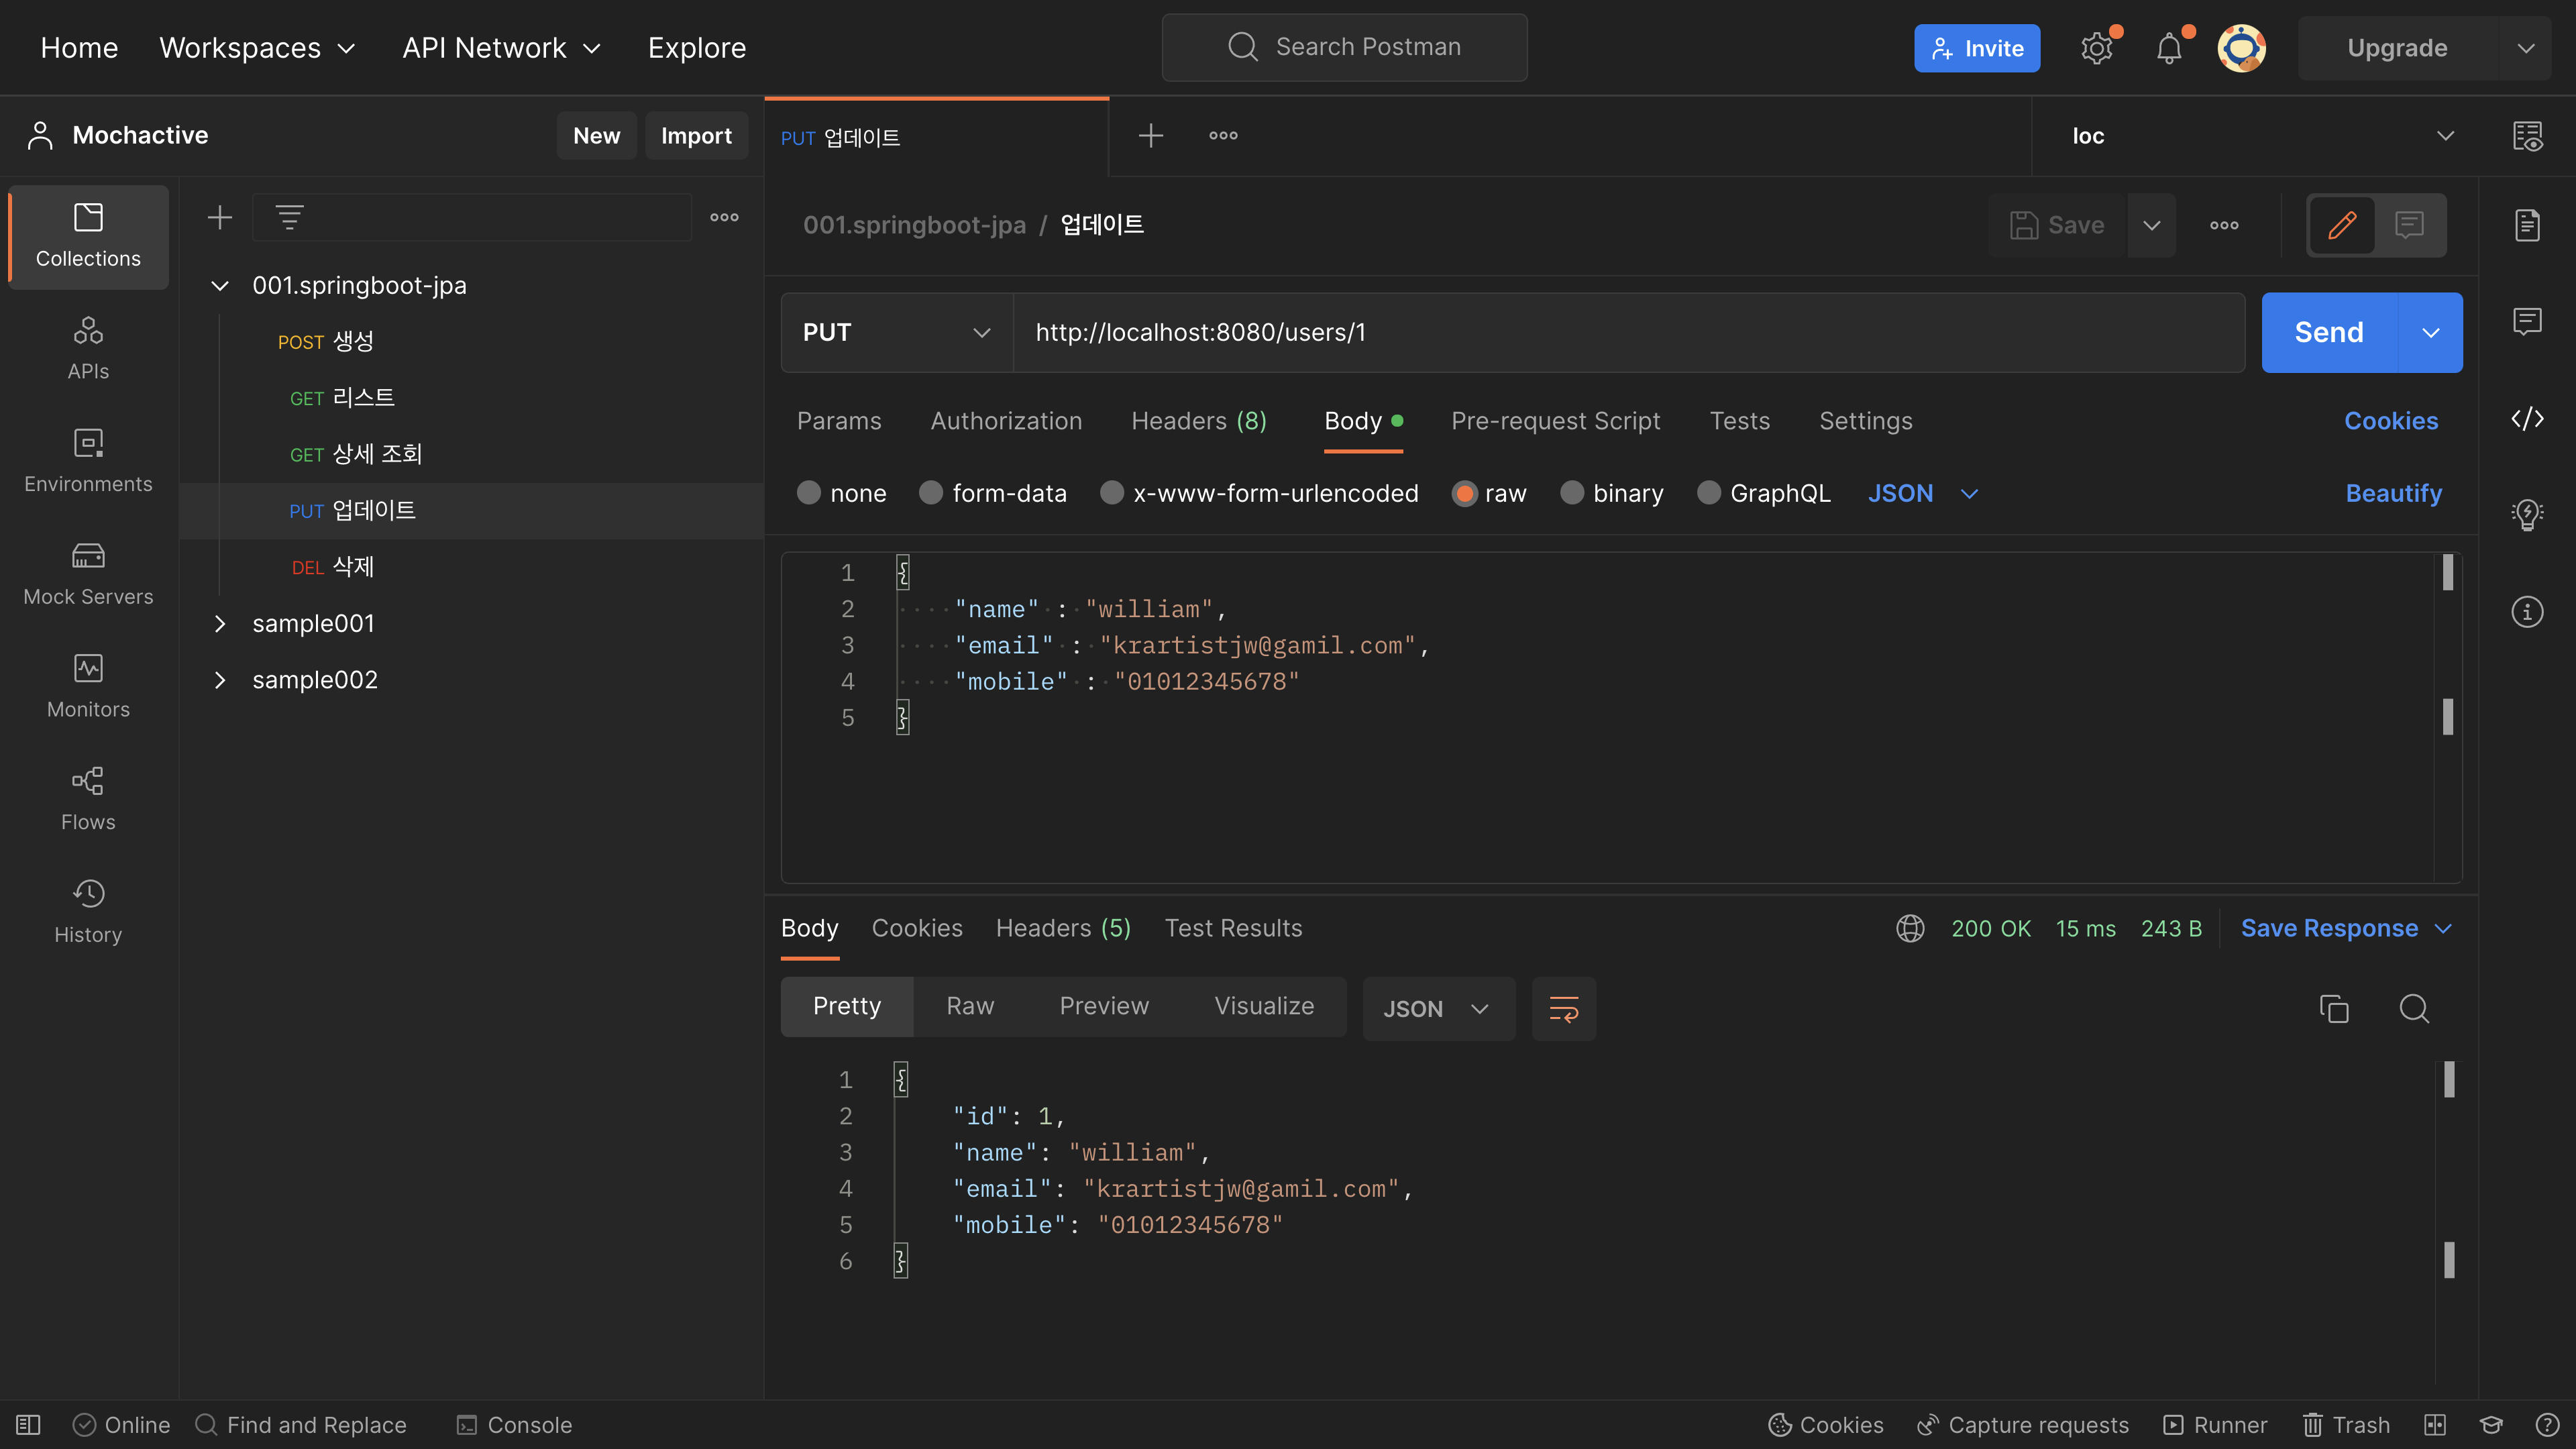 Home Workspaces API Network Explore Search Postman Invite Upgrade
Mochactive New Import
PUT 업데이트 loc
Collections
APIs
Environments
Mock Servers
Monitors
Flows
History
001.springboot-jpa
POST 생성
GET 리스트
GET 상세 조회
PUT 업데이트
DEL 삭제
sample001
sample002
001.springboot-jpa / 업데이트 Save
PUT http://localhost:8080/users/1 Send
Params Authorization Headers (8) Body Pre-request Script Tests Settings Cookies
none form-data x-www-form-urlencoded raw binary GraphQL JSON Beautify
1 {
2 ····"name"·:·"william",
3 ····"email"·:·"krartistjw@gamil.com",
4 ····"mobile"·:·"01012345678"
5 }
Body Cookies Headers (5) Test Results 200 OK 15 ms 243 B Save Response
Pretty Raw Preview Visualize JSON
1 {
2 "id": 1,
3 "name": "william",
4 "email": "krartistjw@gamil.com",
5 "mobile": "01012345678"
6 }
Online Find and Replace Console Cookies Capture requests Runner Trash